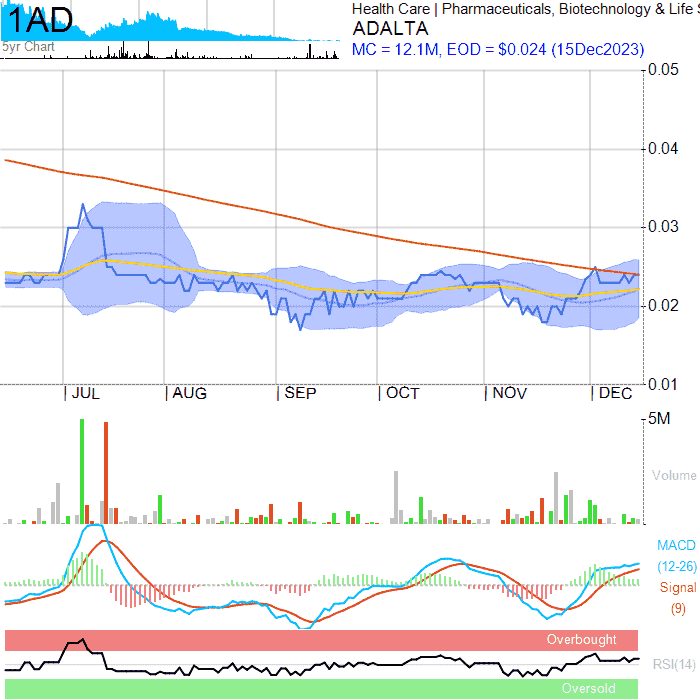 1AD
5yr Chart
Health Care | Pharmaceuticals, Biotechnology & Life S
ADALTA
MC = 12.1M, EOD = $0.024 (15Dec2023)
0.05
0.04
0.03
0.02
0.01
| JUL | AUG | SEP | OCT | NOV | DEC
5M
Volume
MACD
(12-26)
Signal
(9)
Overbought
RSI(14)
Oversold